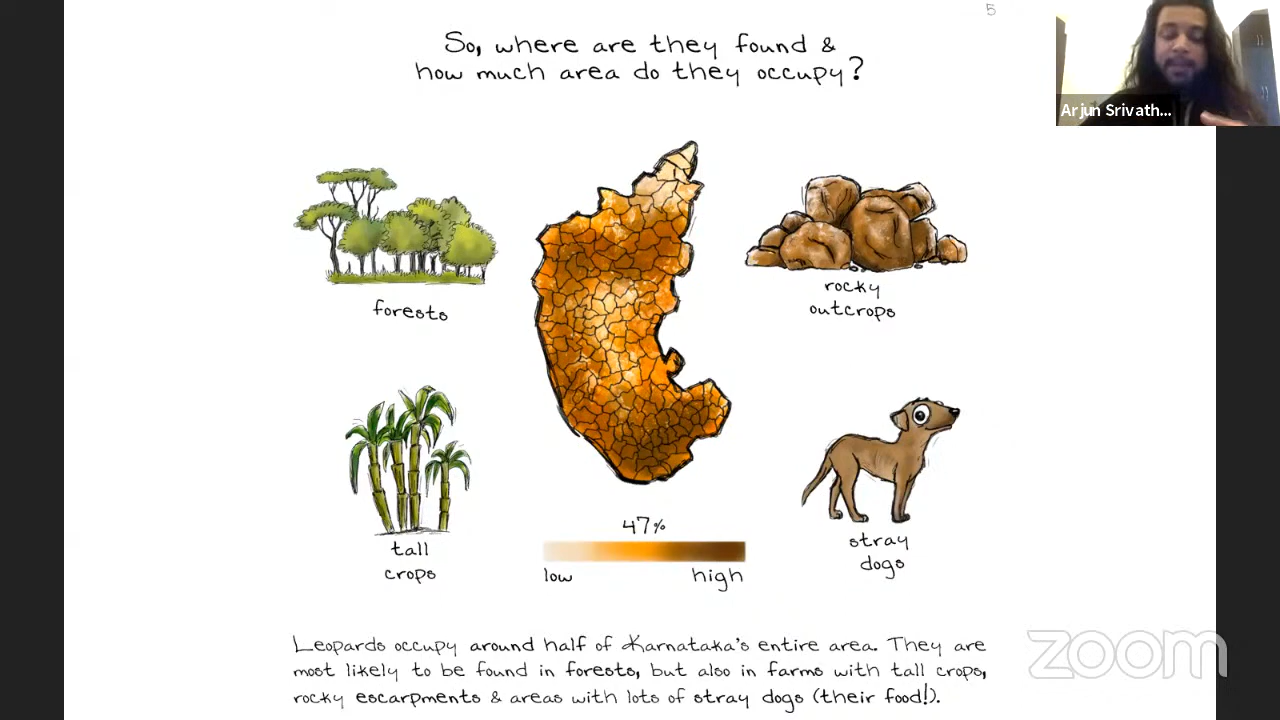 5
So, where are they found &
how much area do they occupy?
Arjun Srivath...
forests
rocky
outcrops
tall
crops
47%
low
high
stray
dogs
Leopards occupy around half of Karnataka's entire area. They are
most likely to be found in forests, but also in farms with tall crops,
rocky escarpments & areas with lots of stray dogs (their food!).
zoom